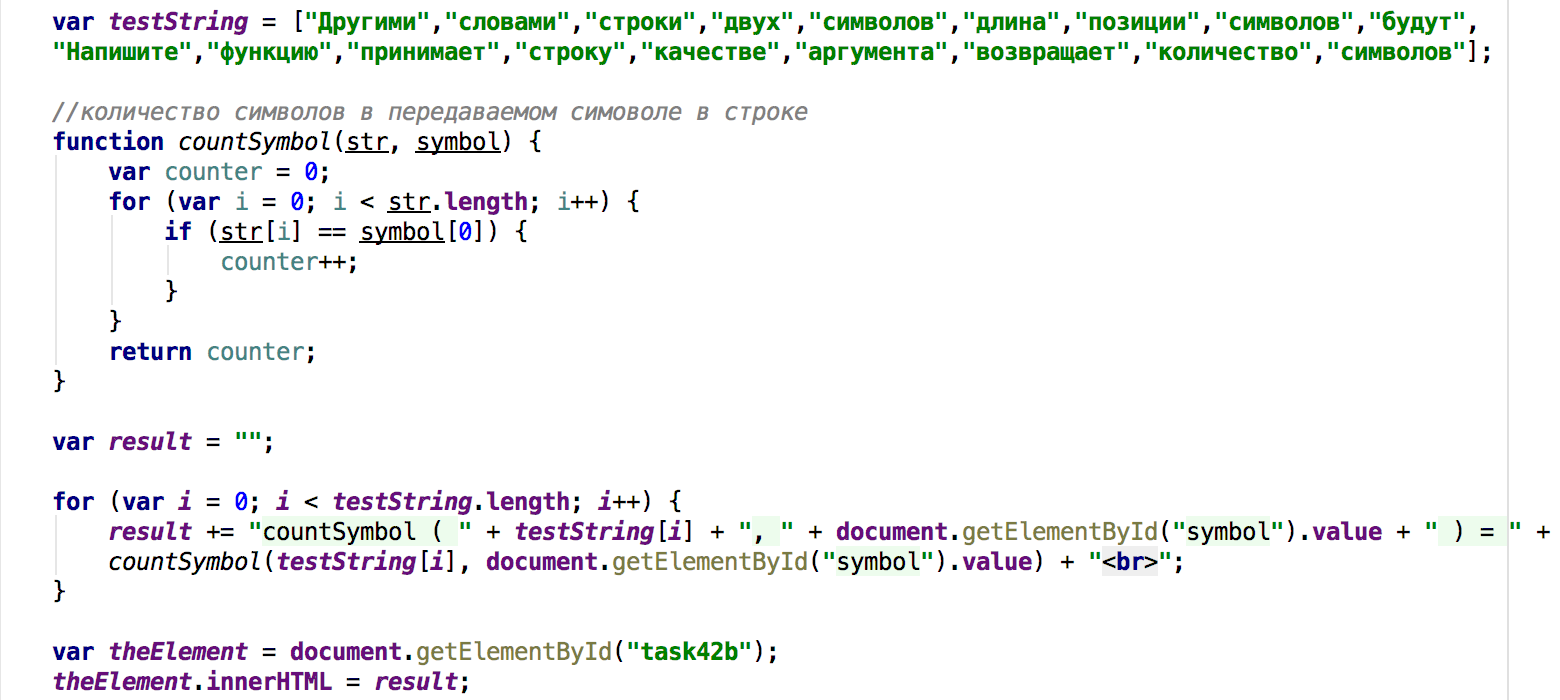 var testString = ["Другими","словами","строки","двух","символов","длина","позиции","символов","будут",
"Напишите","функцию","принимает","строку","качестве","аргумента","возвращает","количество","символов"];
//количество символов в передаваемом симоволе в строке
function countSymbol(str, symbol) {
var counter = 0;
for (var i = 0; i < str.length; i++) {
if (str[i] == symbol[0]) {
counter++;
}
}
return counter;
}
var result = "";
for (var i = 0; i < testString.length; i++) {
result += "countSymbol ( " + testString[i] + ", " + document.getElementById("symbol").value + " ) = " +
countSymbol(testString[i], document.getElementById("symbol").value) + "<br>";
}
var theElement = document.getElementById("task42b");
theElement.innerHTML = result;